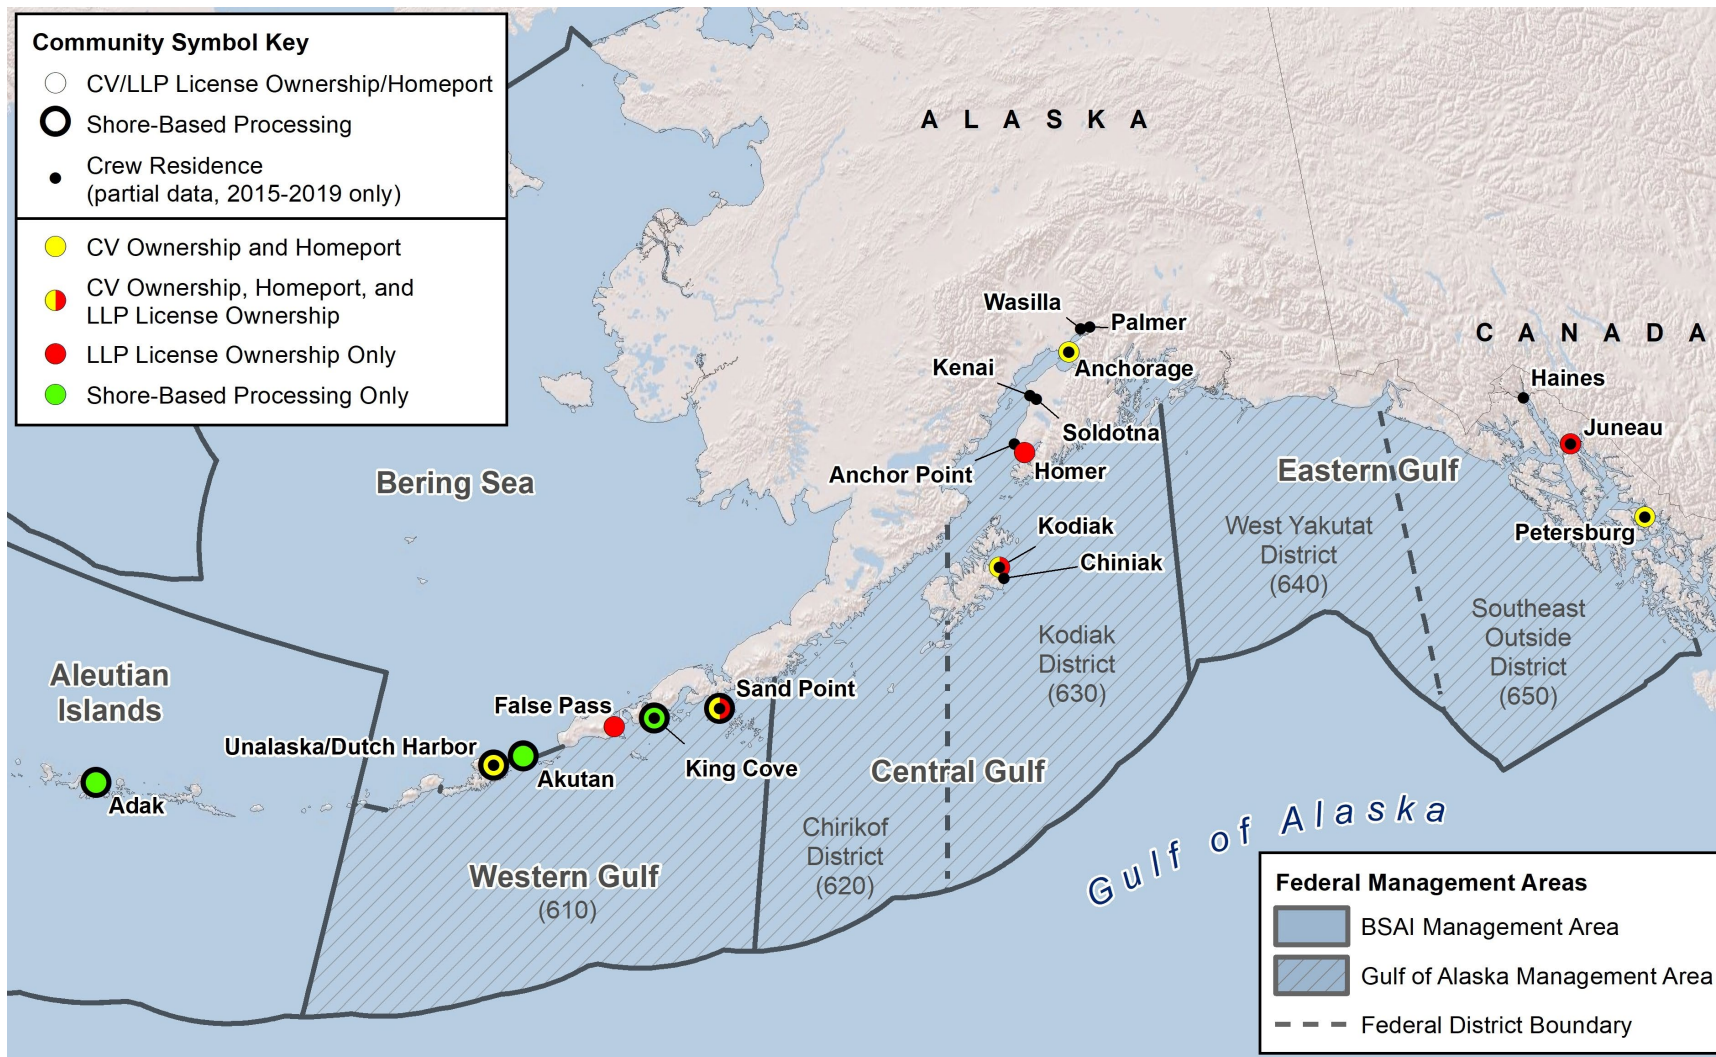 Community Symbol Key
CV/LLP License Ownership/Homeport
Shore-Based Processing
Crew Residence
(partial data, 2015-2019 only)
CV Ownership and Homeport
CV Ownership, Homeport, and
LLP License Ownership
LLP License Ownership Only
Shore-Based Processing Only
ALASKA
CANADA
Wasilla
Palmer
Anchorage
Kenai
Soldotna
Anchor Point
Homer
Haines
Juneau
Petersburg
Bering Sea
Eastern Gulf
West Yakutat
District
(640)
Southeast
Outside
District
(650)
Kodiak
Chiniak
Kodiak
District
(630)
Aleutian
Islands
Sand Point
False Pass
King Cove
Unalaska/Dutch Harbor
Akutan
Adak
Central Gulf
Chirikof
District
(620)
Western Gulf
(610)
Gulf of Alaska
Federal Management Areas
BSAI Management Area
Gulf of Alaska Management Area
Federal District Boundary